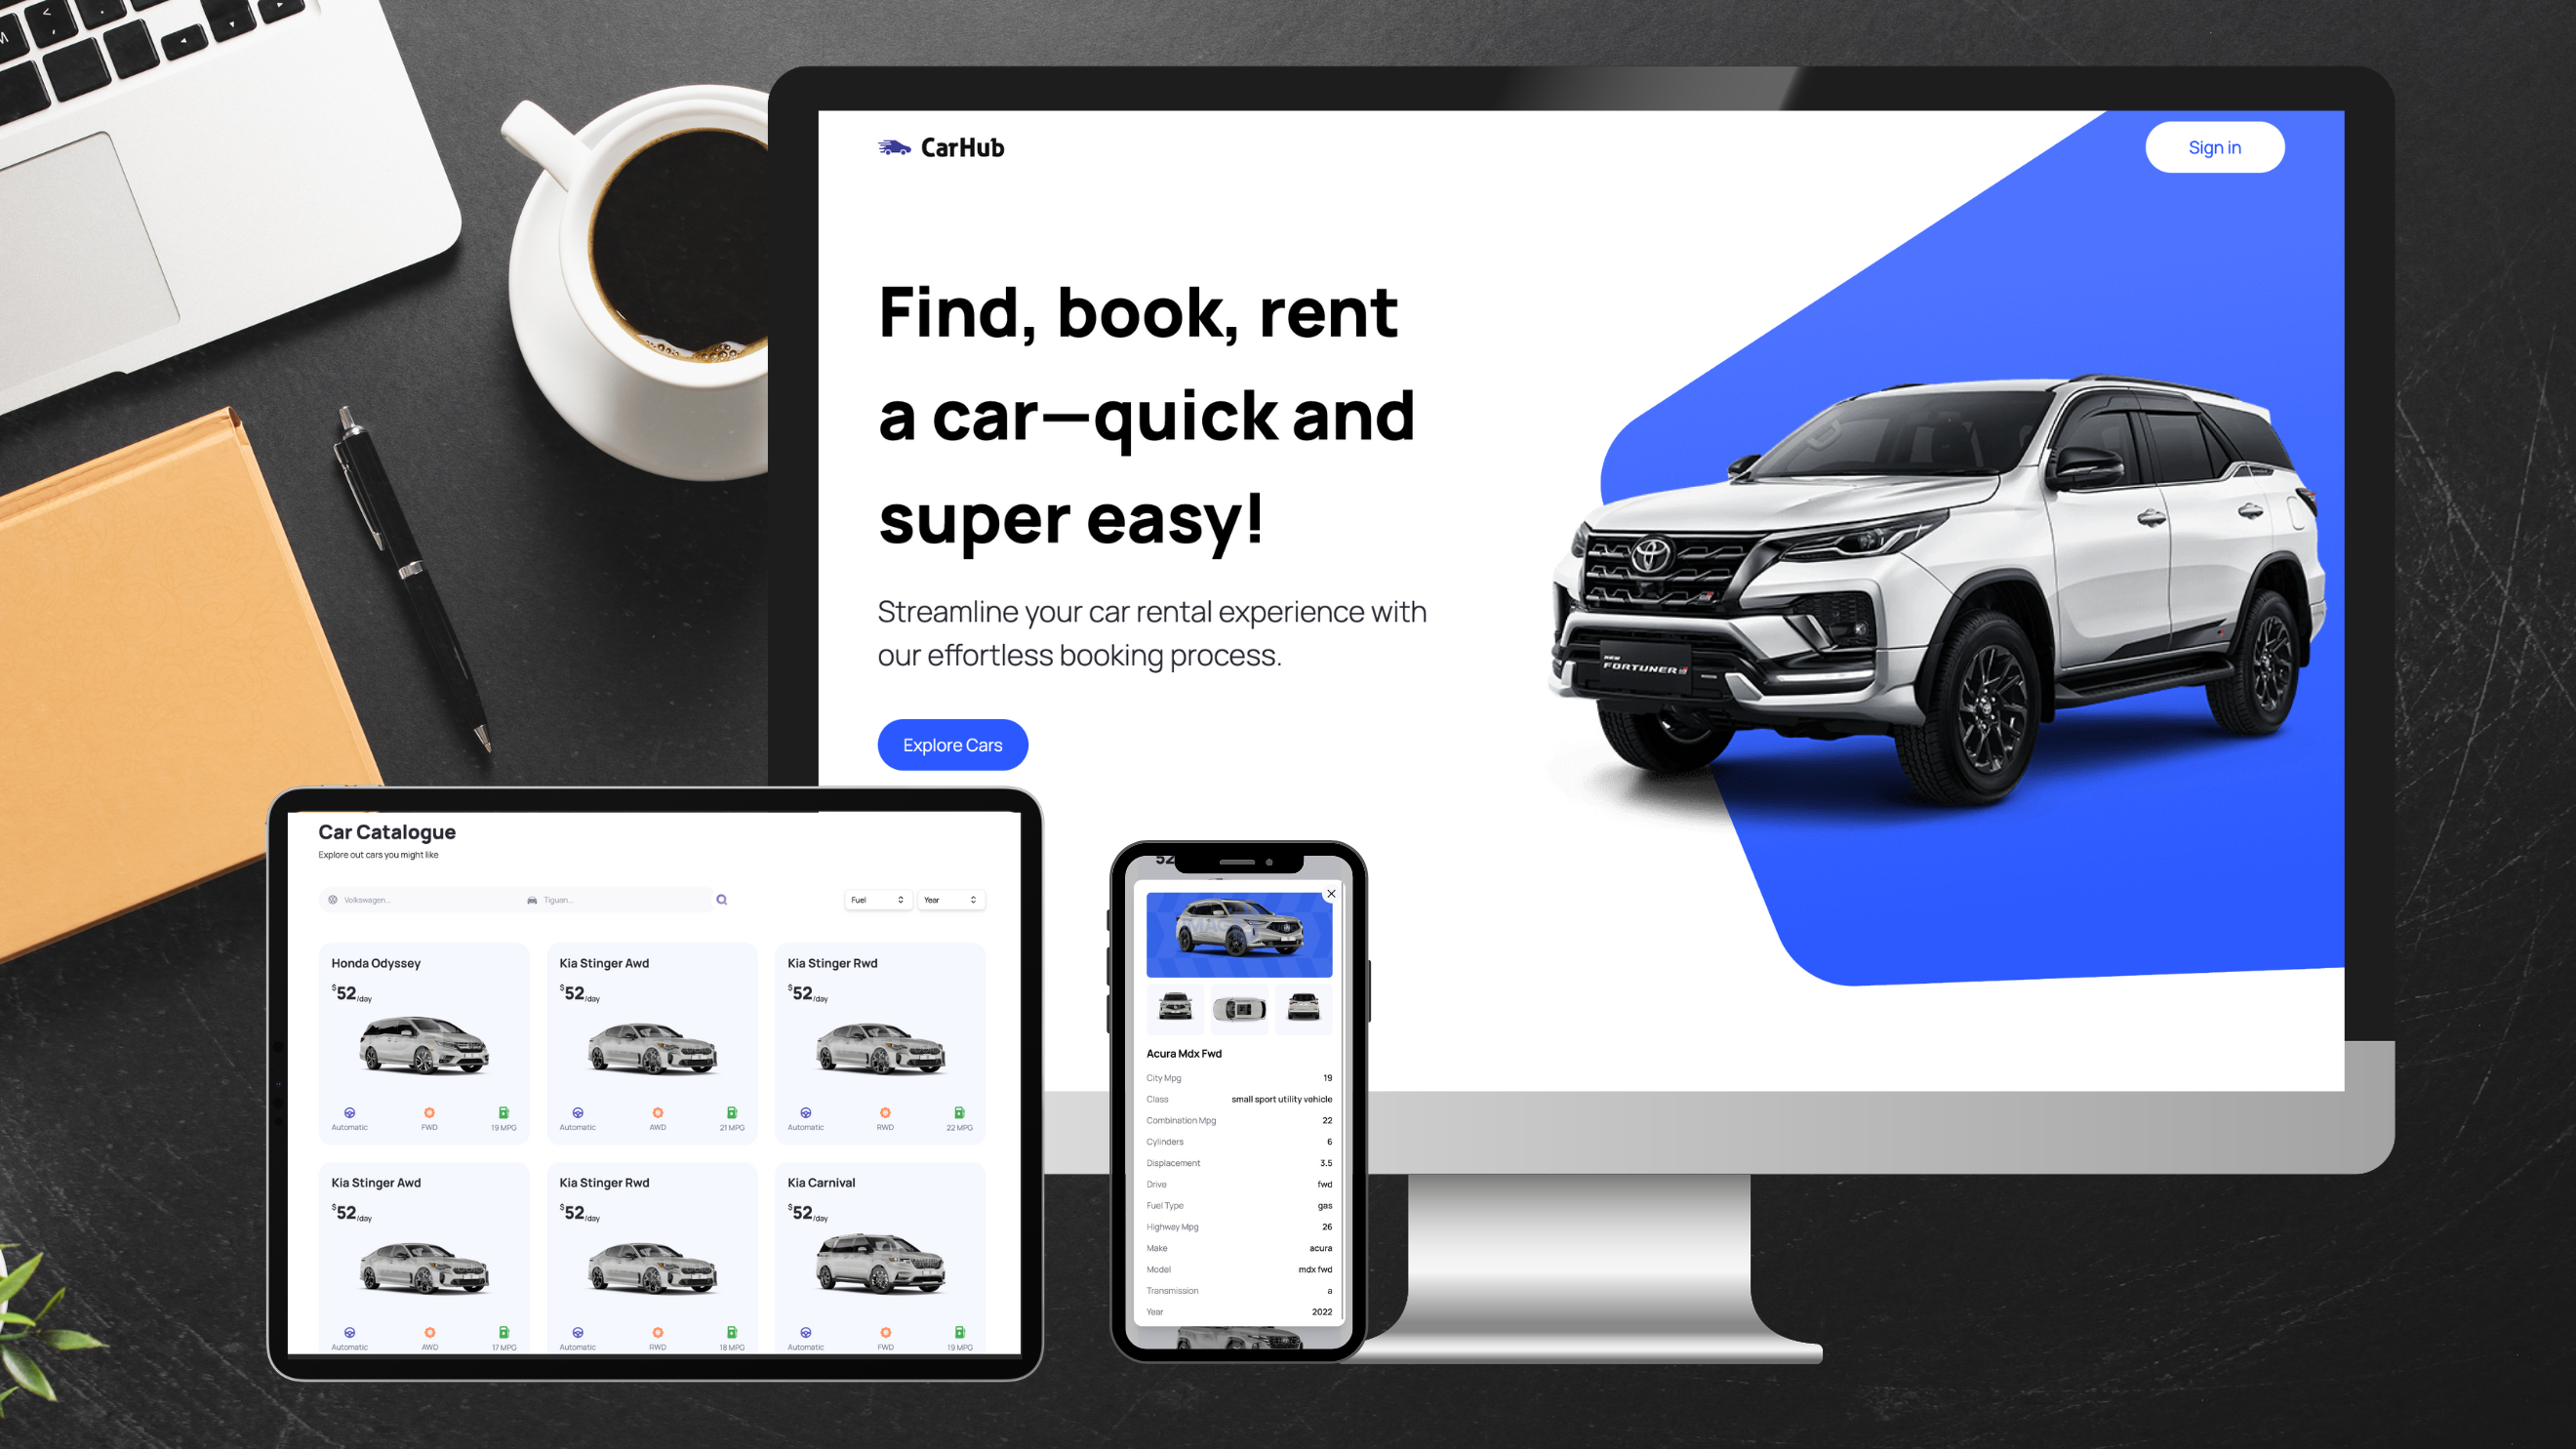 CarHub
Sign in
Find, book, rent
a car—quick and
super easy!
Streamline your car rental experience with
our effortless booking process.
Explore Cars
NEW
FORTUNER
Car Catalogue
Explore out cars you might like
Volkswagen...
Tiguan...
Fuel
Year
Honda Odyssey
$52/day
Automatic
FWD
19 MPG
Kia Stinger Awd
$52/day
Automatic
AWD
21 MPG
Kia Stinger Rwd
$52/day
Automatic
RWD
22 MPG
Kia Stinger Awd
$52/day
Automatic
AWD
17 MPG
Kia Stinger Rwd
$52/day
Automatic
RWD
18 MPG
Kia Carnival
$52/day
Automatic
FWD
19 MPG
52
Acura Mdx Fwd
City Mpg 19
Class small sport utility vehicle
Combination Mpg 22
Cylinders 6
Displacement 3.5
Drive fwd
Fuel Type gas
Highway Mpg 26
Make acura
Model mdx fwd
Transmission a
Year 2022